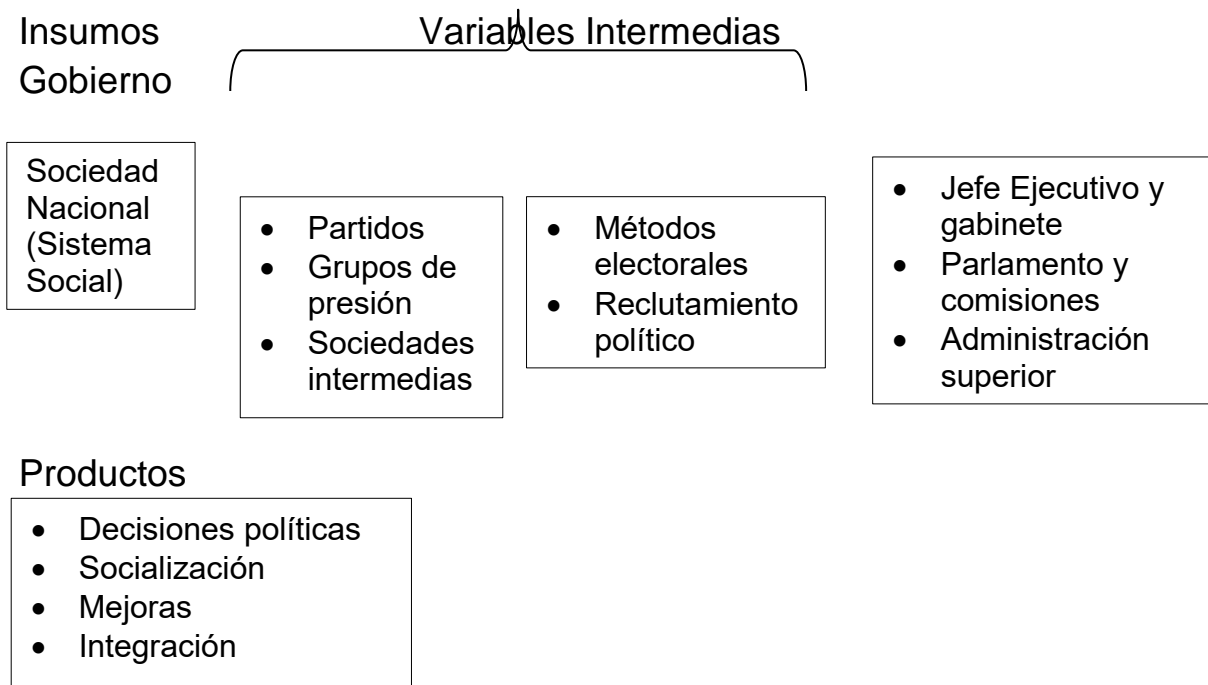 Insumos Variables Intermedias
Gobierno
Sociedad
Nacional
(Sistema
Social)
• Partidos
• Grupos de
presión
• Sociedades
intermedias
• Métodos
electorales
• Reclutamiento
político
• Jefe Ejecutivo y
gabinete
• Parlamento y
comisiones
• Administración
superior
Productos
• Decisiones políticas
• Socialización
• Mejoras
• Integración